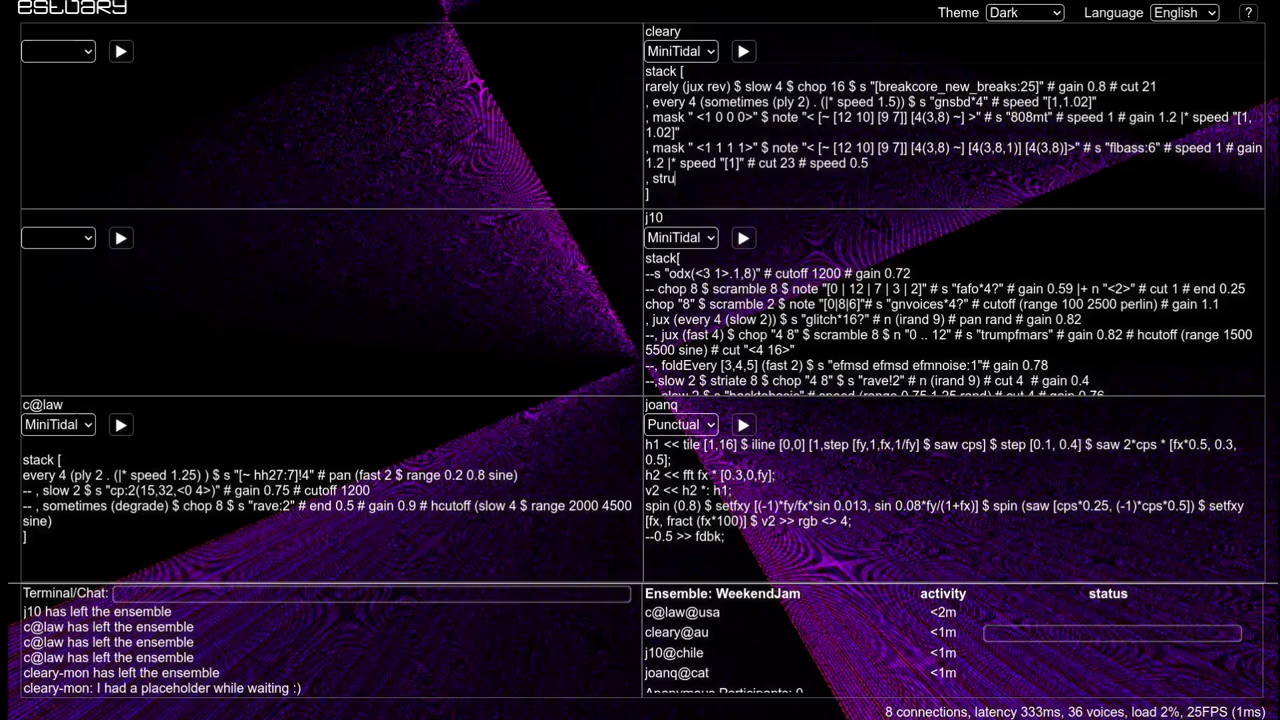 estuary
Theme Dark Language English ?
cleary
MiniTidal
stack [
rarely (jux rev) $ slow 4 $ chop 16 $ s "[breakcore_new_breaks:25]" # gain 0.8 # cut 21
, every 4 (sometimes (ply 2) . (|* speed 1.5)) $ s "gnsbd*4" # speed "[1,1.02]"
, mask " <1 0 0 0>" $ note "< [~ [12 10] [9 7]] [4(3,8) ~] >" # s "808mt" # speed 1 # gain 1.2 |* speed "[1,
1.02]"
, mask " <1 1 1 1>" $ note "< [~ [12 10] [9 7]] [4(3,8) ~] [4(3,8,1)] [4(3,8)]>" # s "flbass:6" # speed 1 # gain
1.2 |* speed "[1]" # cut 23 # speed 0.5
, stru
]
j10
MiniTidal
stack[
--s "odx(<3 1>.1,8)" # cutoff 1200 # gain 0.72
-- chop 8 $ scramble 8 $ note "[0 | 12 | 7 | 3 | 2]" # s "fafo*4?" # gain 0.59 |+ n "<2>" # cut 1 # end 0.25
chop "8" $ scramble 2 $ note "[0|8|6]"# s "gnvoices*4?" # cutoff (range 100 2500 perlin) # gain 1.1
, jux (every 4 (slow 2)) $ s "glitch*16?" # n (irand 9) # pan rand # gain 0.82
--, jux (fast 4) $ chop "4 8" $ scramble 8 $ n "0 .. 12" # s "trumpfmars" # gain 0.82 # hcutoff (range 1500
5500 sine) # cut "<4 16>"
--, foldEvery [3,4,5] (fast 2) $ s "efmsd efmsd efmnoise:1"# gain 0.78
--,slow 2 $ striate 8 $ chop "4 8" $ s "rave!2" # n (irand 9) # cut 4  # gain 0.4
c@law
MiniTidal
stack [
every 4 (ply 2 . (|* speed 1.25) ) $ s "[~ hh27:7]!4" # pan (fast 2 $ range 0.2 0.8 sine)
-- , slow 2 $ s "cp:2(15,32,<0 4>)" # gain 0.75 # cutoff 1200
-- , sometimes (degrade) $ chop 8 $ s "rave:2" # end 0.5 # gain 0.9 # hcutoff (slow 4 $ range 2000 4500
sine)
]
joanq
Punctual
h1 << tile [1,16] $ iline [0,0] [1,step [fy,1,fx,1/fy] $ saw cps] $ step [0.1, 0.4] $ saw 2*cps * [fx*0.5, 0.3,
0.5];
h2 << fft fx * [0.3,0,fy];
v2 << h2 *: h1;
spin (0.8) $ setfxy [(-1)*fy/fx*sin 0.013, sin 0.08*fy/(1+fx)] $ spin (saw [cps*0.25, (-1)*cps*0.5]) $ setfxy
[fx, fract (fx*100)] $ v2 >> rgb <> 4;
--0.5 >> fdbk;
Terminal/Chat:
j10 has left the ensemble
c@law has left the ensemble
c@law has left the ensemble
c@law has left the ensemble
cleary-mon has left the ensemble
cleary-mon: I had a placeholder while waiting :)
Ensemble: WeekendJam activity status
c@law@usa <2m
cleary@au <1m
j10@chile <1m
joanq@cat <1m
Anonymous Participants: 0
8 connections, latency 333ms, 36 voices, load 2%, 25FPS (1ms)